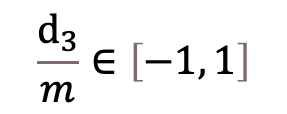 d₃/m ∈ [−1, 1]